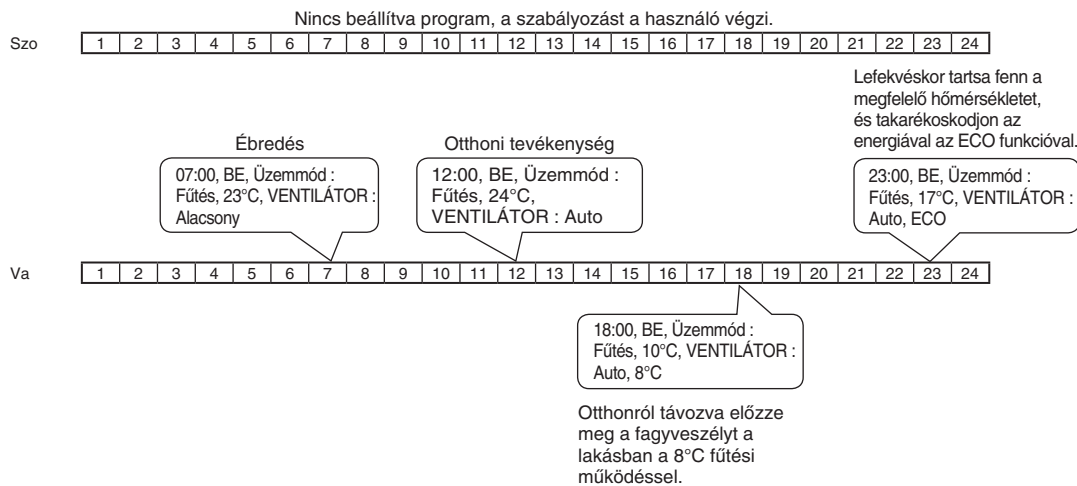 Nincs beállítva program, a szabályozást a használó végzi.
Szo 1 2 3 4 5 6 7 8 9 10 11 12 13 14 15 16 17 18 19 20 21 22 23 24
Lefekvéskor tartsa fenn a
megfelelő hőmérsékletet,
és takarékoskodjon az
energiával az ECO funkcióval.
Ébredés
07:00, BE, Üzemmód :
Fűtés, 23°C, VENTILÁTOR :
Alacsony
Otthoni tevékenység
12:00, BE, Üzemmód :
Fűtés, 24°C,
VENTILÁTOR : Auto
23:00, BE, Üzemmód :
Fűtés, 17°C, VENTILÁTOR :
Auto, ECO
Va 1 2 3 4 5 6 7 8 9 10 11 12 13 14 15 16 17 18 19 20 21 22 23 24
18:00, BE, Üzemmód :
Fűtés, 10°C, VENTILÁTOR :
Auto, 8°C
Otthonról távozva előzze
meg a fagyveszélyt a
lakásban a 8°C fűtési
működéssel.